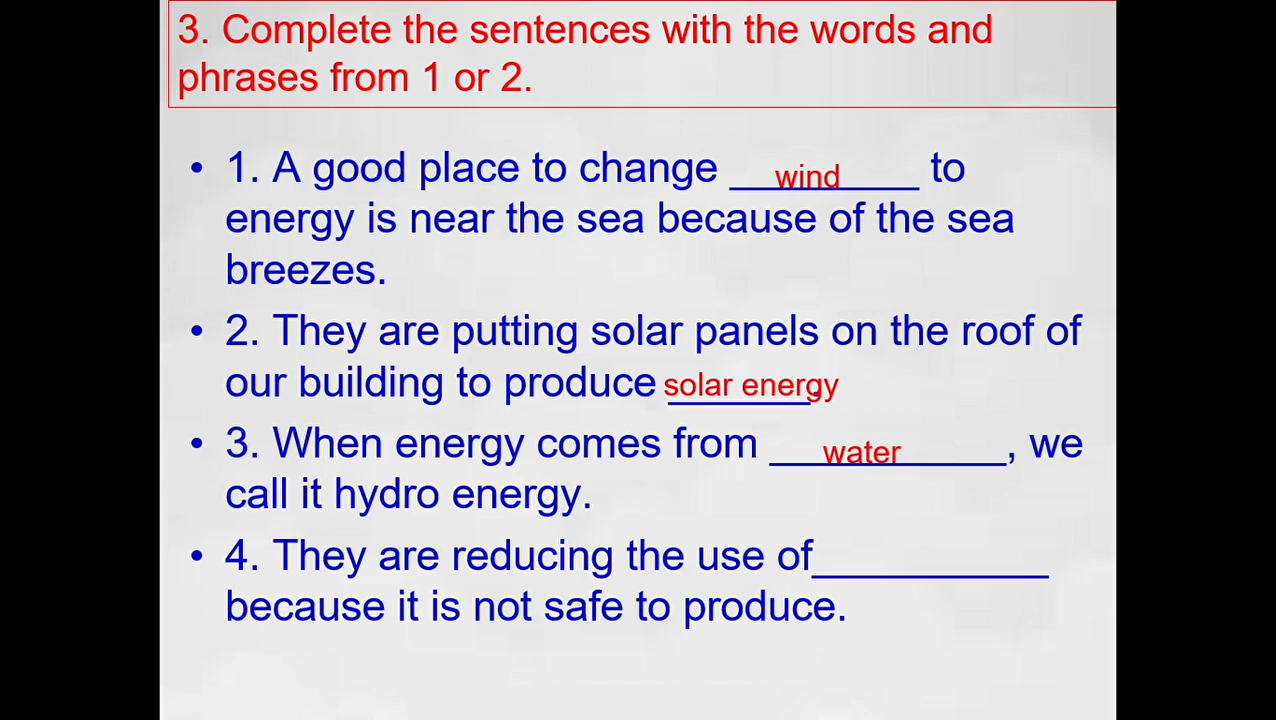 3. Complete the sentences with the words and
phrases from 1 or 2.
• 1. A good place to change ____wind____ to
energy is near the sea because of the sea
breezes.
• 2. They are putting solar panels on the roof of
our building to produce solar energy.
• 3. When energy comes from ____water____, we
call it hydro energy.
• 4. They are reducing the use of__________
because it is not safe to produce.